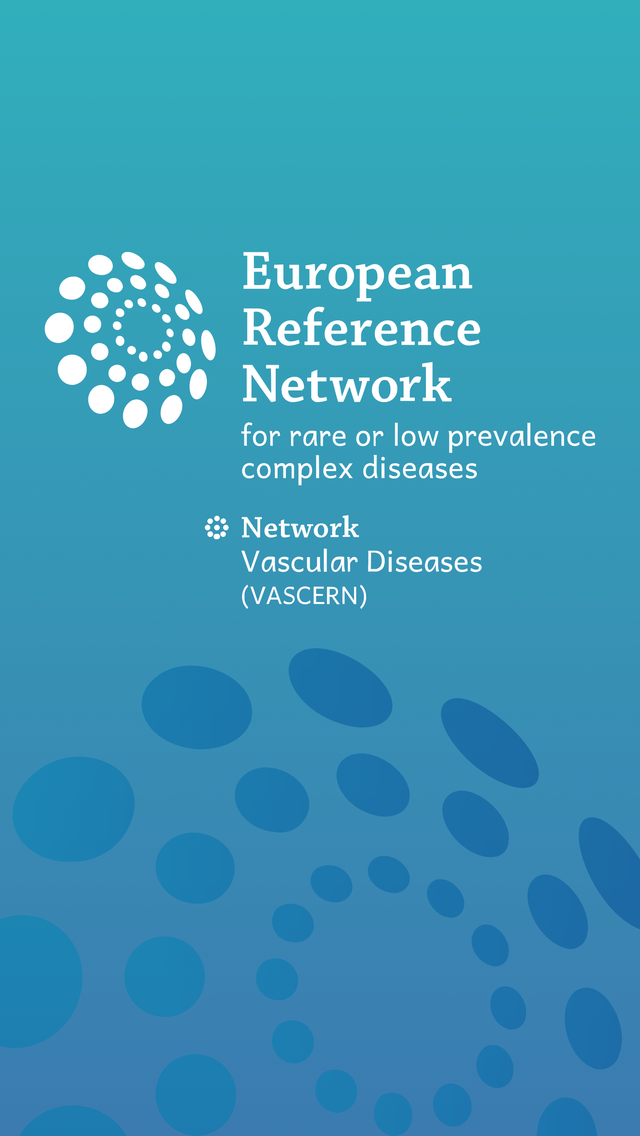 European
Reference
Network
for rare or low prevalence
complex diseases
Network
Vascular Diseases
(VASCERN)